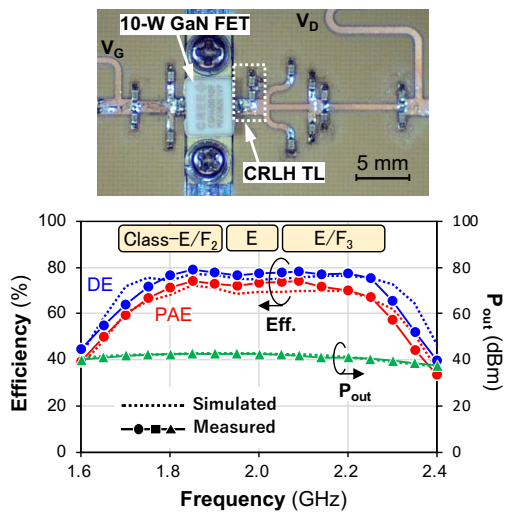 10-W GaN FET
V_G
V_D
CRLH TL
5 mm
Class–E/F₂
E
E/F₃
DE
PAE
Eff.
P_out
Simulated
Measured
Efficiency (%)
100
80
60
40
20
0
P_out (dBm)
100
80
60
40
20
0
1.6
1.8
2.0
2.2
2.4
Frequency (GHz)